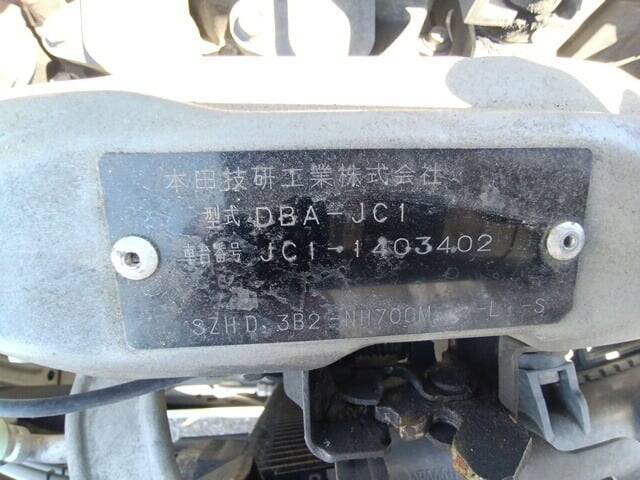 本田技研工業株式会社
型式 DBA-JC1
車台番号 JC1-1403402
SZHD 3B2-NH700M -L -S